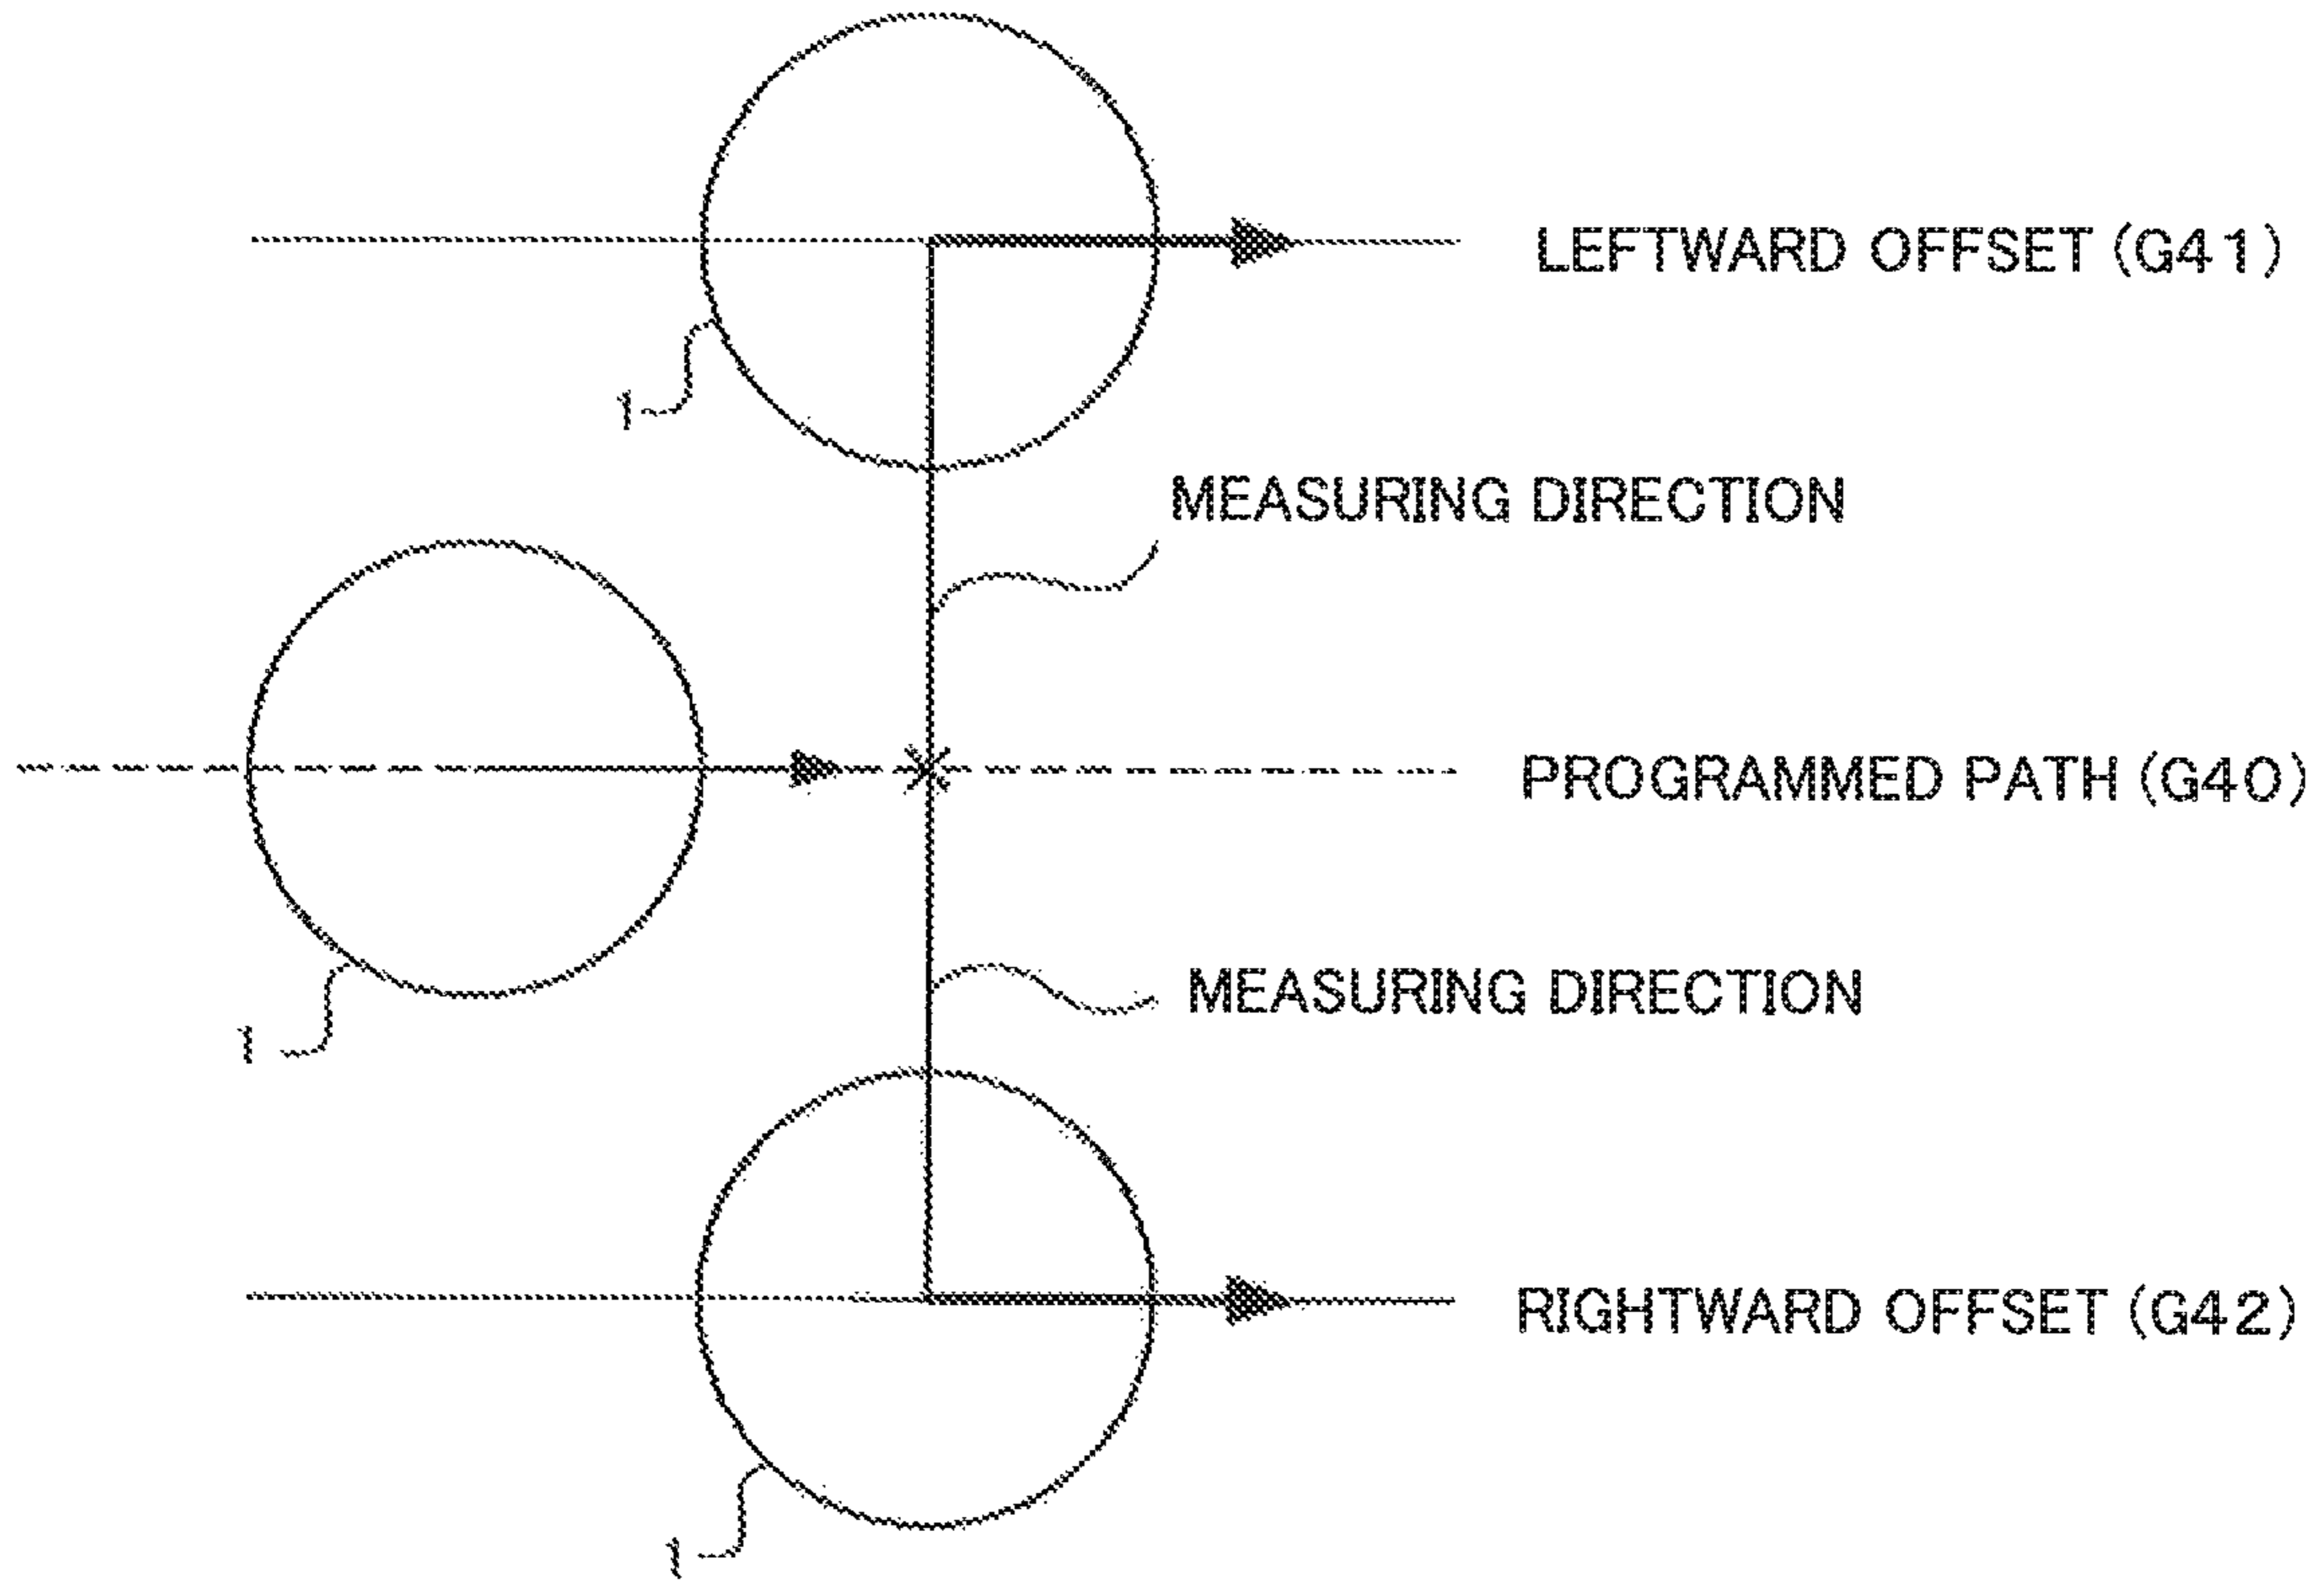 LEFTWARD OFFSET (G41)
1
MEASURING DIRECTION
PROGRAMMED PATH (G40)
MEASURING DIRECTION
1
RIGHTWARD OFFSET (G42)
1